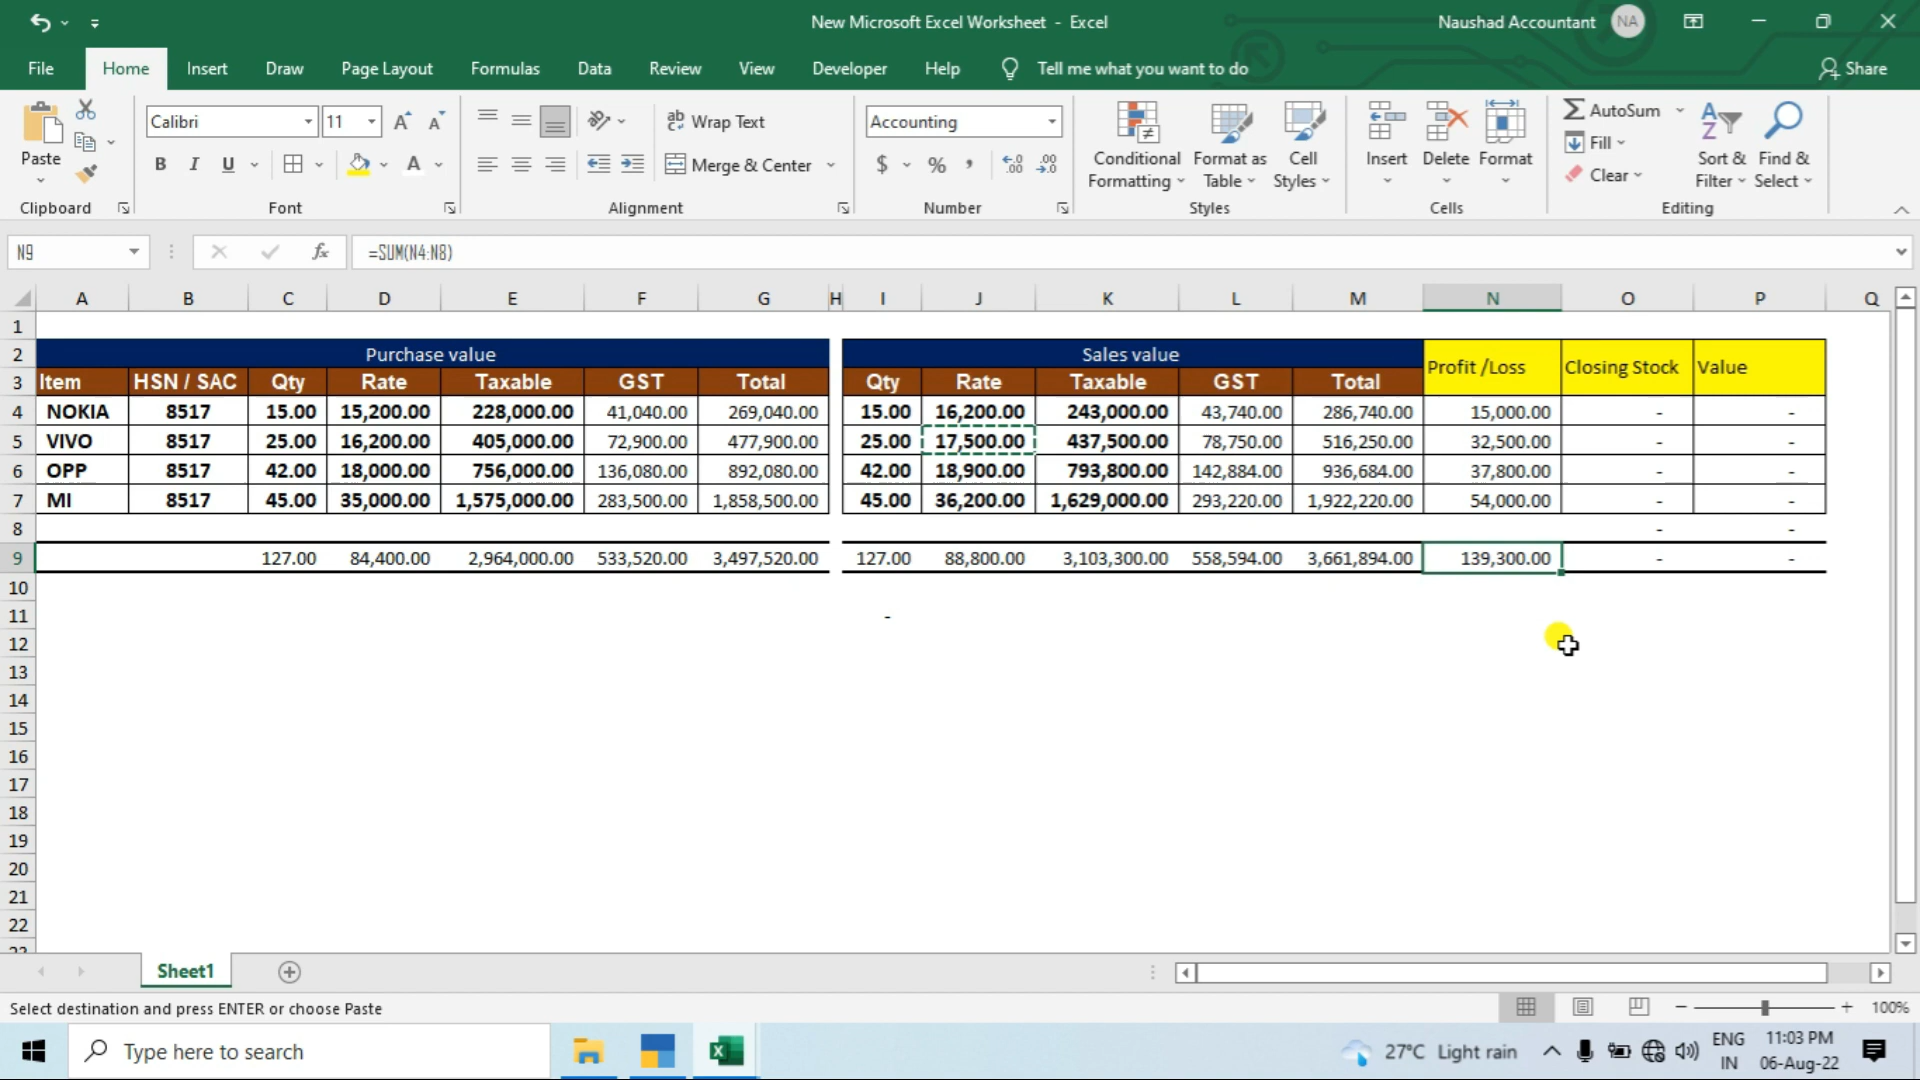 New Microsoft Excel Worksheet - Excel
Naushad Accountant NA
File Home Insert Draw Page Layout Formulas Data Review View Developer Help Tell me what you want to do Share
Calibri 11 Wrap Text Accounting AutoSum
Paste B I U Merge & Center $ % , Conditional Formatting Format as Table Cell Styles Insert Delete Format Fill Clear Sort & Filter Find & Select
Clipboard Font Alignment Number Styles Cells Editing
N9 fx =SUM(N4:N8)
A B C D E F G H I J K L M N O P Q
1
2 Purchase value Sales value Profit /Loss Closing Stock Value
3 Item HSN / SAC Qty Rate Taxable GST Total Qty Rate Taxable GST Total
4 NOKIA 8517 15.00 15,200.00 228,000.00 41,040.00 269,040.00 15.00 16,200.00 243,000.00 43,740.00 286,740.00 15,000.00 - -
5 VIVO 8517 25.00 16,200.00 405,000.00 72,900.00 477,900.00 25.00 17,500.00 437,500.00 78,750.00 516,250.00 32,500.00 - -
6 OPP 8517 42.00 18,000.00 756,000.00 136,080.00 892,080.00 42.00 18,900.00 793,800.00 142,884.00 936,684.00 37,800.00 - -
7 MI 8517 45.00 35,000.00 1,575,000.00 283,500.00 1,858,500.00 45.00 36,200.00 1,629,000.00 293,220.00 1,922,220.00 54,000.00 - -
8 - -
9 127.00 84,400.00 2,964,000.00 533,520.00 3,497,520.00 127.00 88,800.00 3,103,300.00 558,594.00 3,661,894.00 139,300.00 - -
10
11 -
12
13
14
15
16
17
18
19
20
21
22
Sheet1
Select destination and press ENTER or choose Paste 100%
Type here to search 27°C Light rain ENG IN 11:03 PM 06-Aug-22